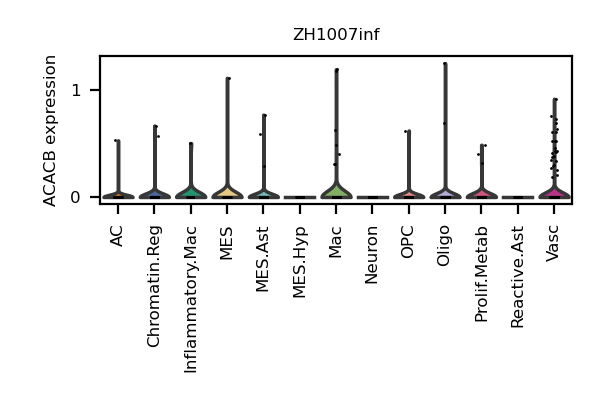 ZH1007inf
ACACB expression
1
0
AC
Chromatin.Reg
Inflammatory.Mac
MES
MES.Ast
MES.Hyp
Mac
Neuron
OPC
Oligo
Prolif.Metab
Reactive.Ast
Vasc